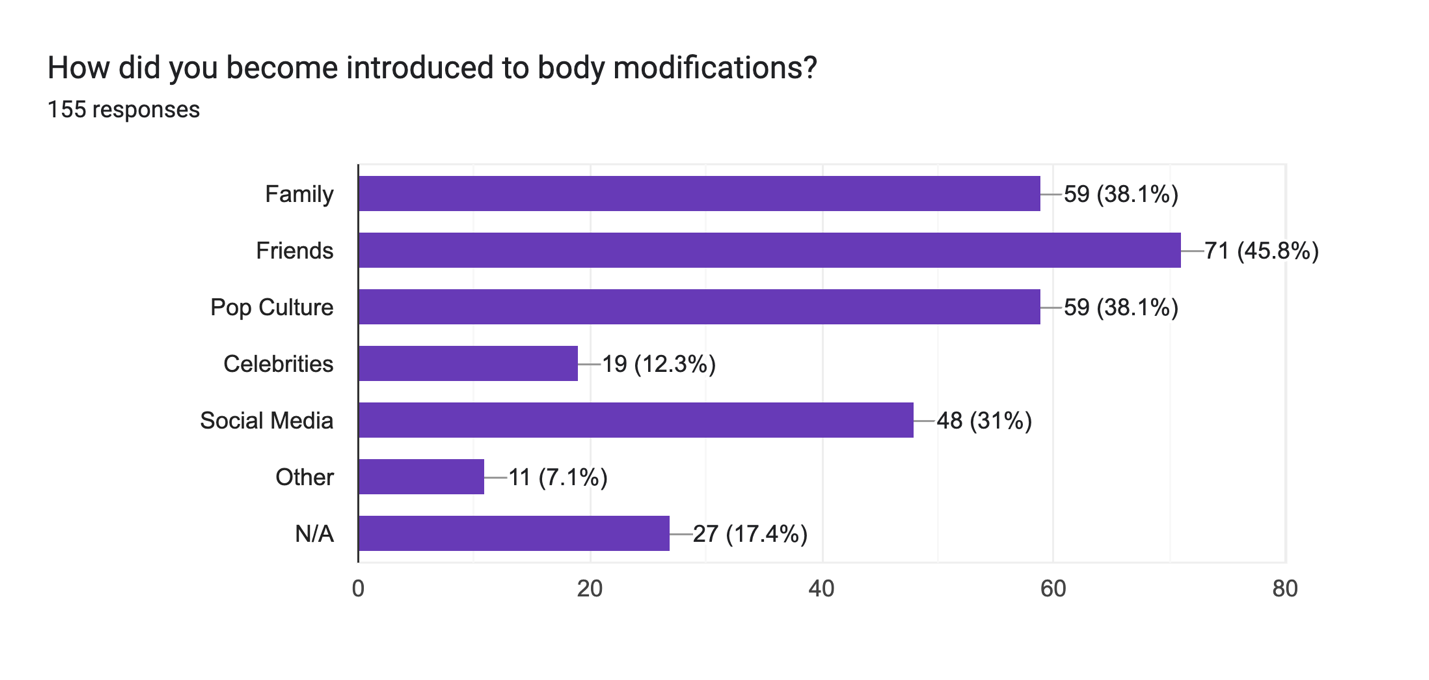 How did you become introduced to body modifications?
155 responses
Family 59 (38.1%)
Friends 71 (45.8%)
Pop Culture 59 (38.1%)
Celebrities 19 (12.3%)
Social Media 48 (31%)
Other 11 (7.1%)
N/A 27 (17.4%)
0 20 40 60 80